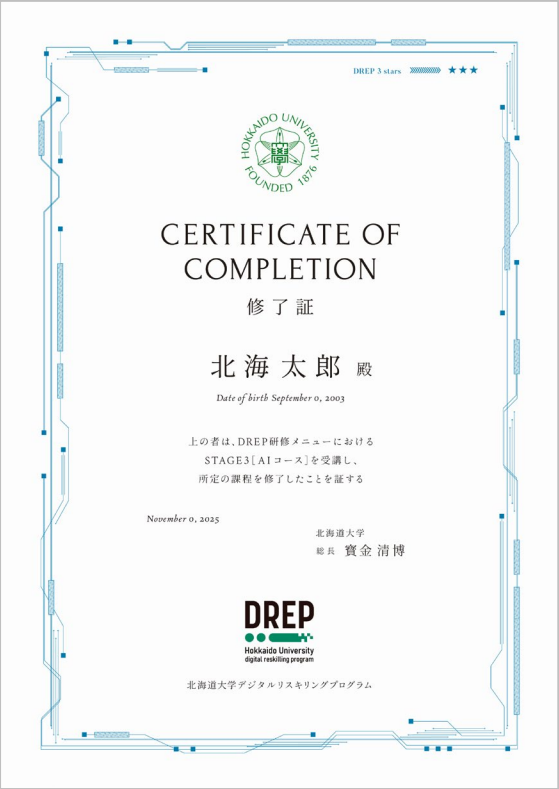 DREP 3 stars ★★★
HOKKAIDO UNIVERSITY
FOUNDED 1876
CERTIFICATE OF
COMPLETION
修了証
北海 太郎 殿
Date of birth September 0, 2003
上の者は、DREP研修メニューにおける
STAGE3［AIコース］を受講し、
所定の課程を修了したことを証する
November 0, 2025
北海道大学
総長 寳金 清博
DREP
Hokkaido University
digital reskilling program
北海道大学デジタルリスキリングプログラム